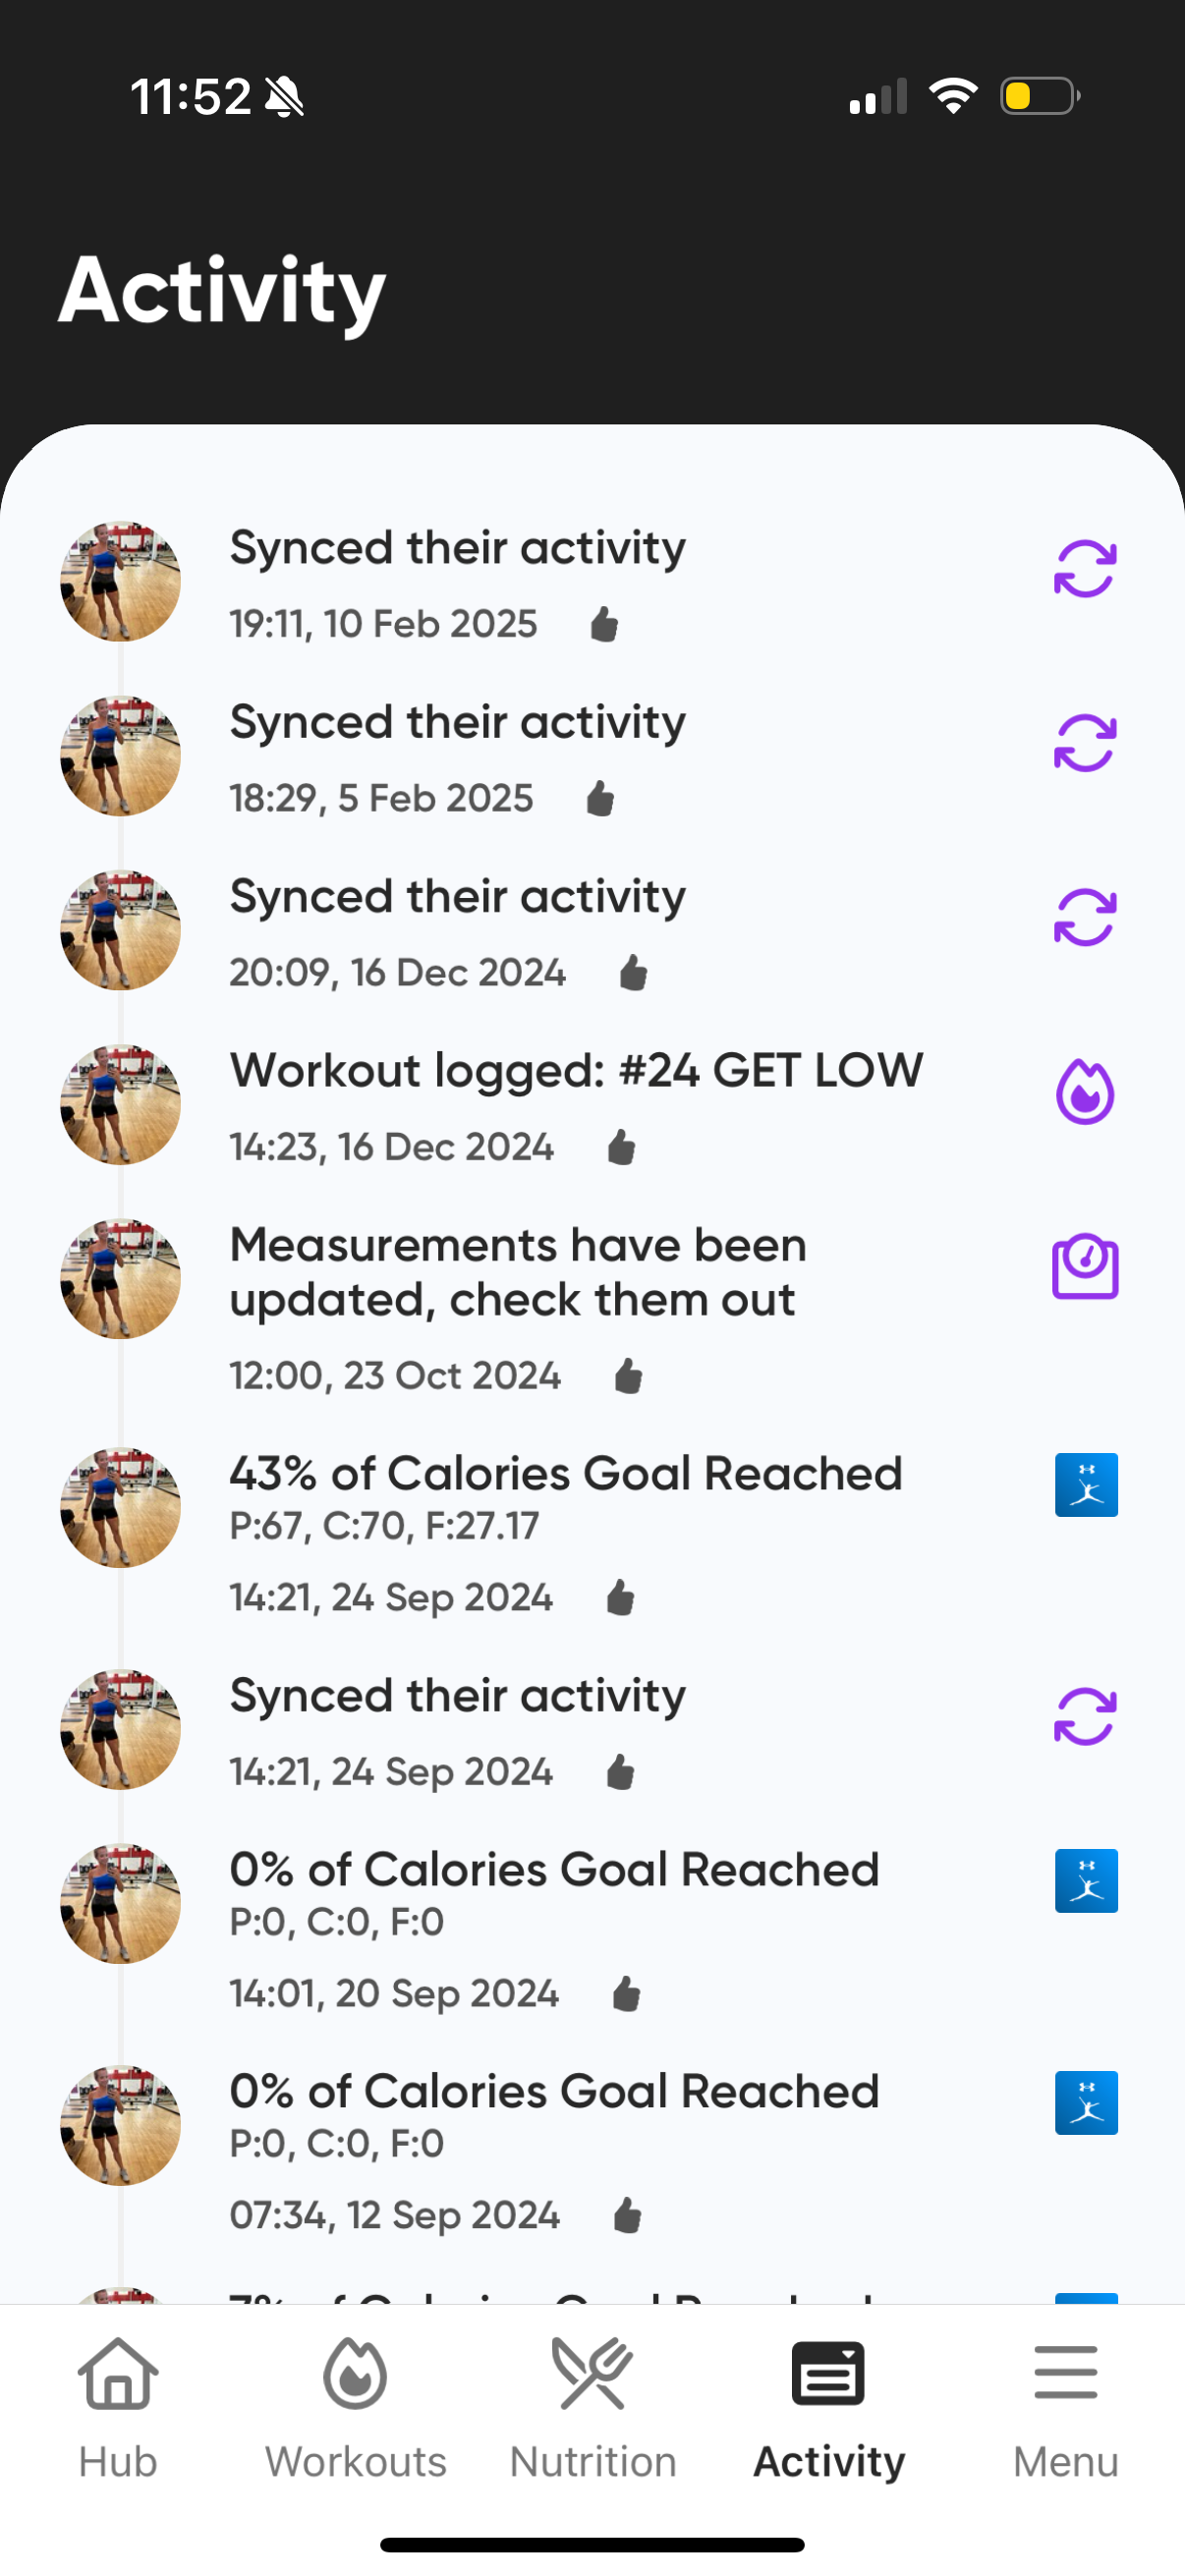 11:52
Activity
Synced their activity
19:11, 10 Feb 2025
Synced their activity
18:29, 5 Feb 2025
Synced their activity
20:09, 16 Dec 2024
Workout logged: #24 GET LOW
14:23, 16 Dec 2024
Measurements have been
updated, check them out
12:00, 23 Oct 2024
43% of Calories Goal Reached
P:67, C:70, F:27.17
14:21, 24 Sep 2024
Synced their activity
14:21, 24 Sep 2024
0% of Calories Goal Reached
P:0, C:0, F:0
14:01, 20 Sep 2024
0% of Calories Goal Reached
P:0, C:0, F:0
07:34, 12 Sep 2024
Hub Workouts Nutrition Activity Menu